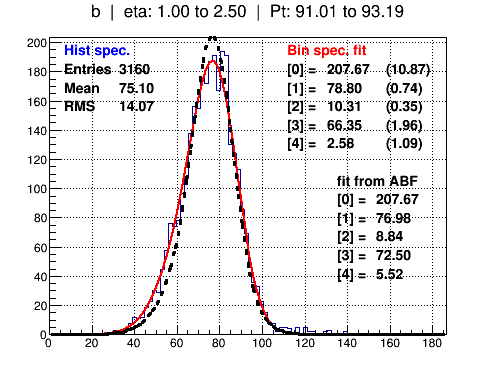 b | eta: 1.00 to 2.50 | Pt: 91.01 to 93.19
Hist spec.
Entries 3160
Mean 75.10
RMS 14.07
Bin spec. fit
[0] = 207.67 (10.87)
[1] = 78.80 (0.74)
[2] = 10.31 (0.35)
[3] = 66.35 (1.96)
[4] = 2.58 (1.09)
fit from ABF
[0] = 207.67
[1] = 76.98
[2] = 8.84
[3] = 72.50
[4] = 5.52
200
180
160
140
120
100
80
60
40
20
0
0 20 40 60 80 100 120 140 160 180